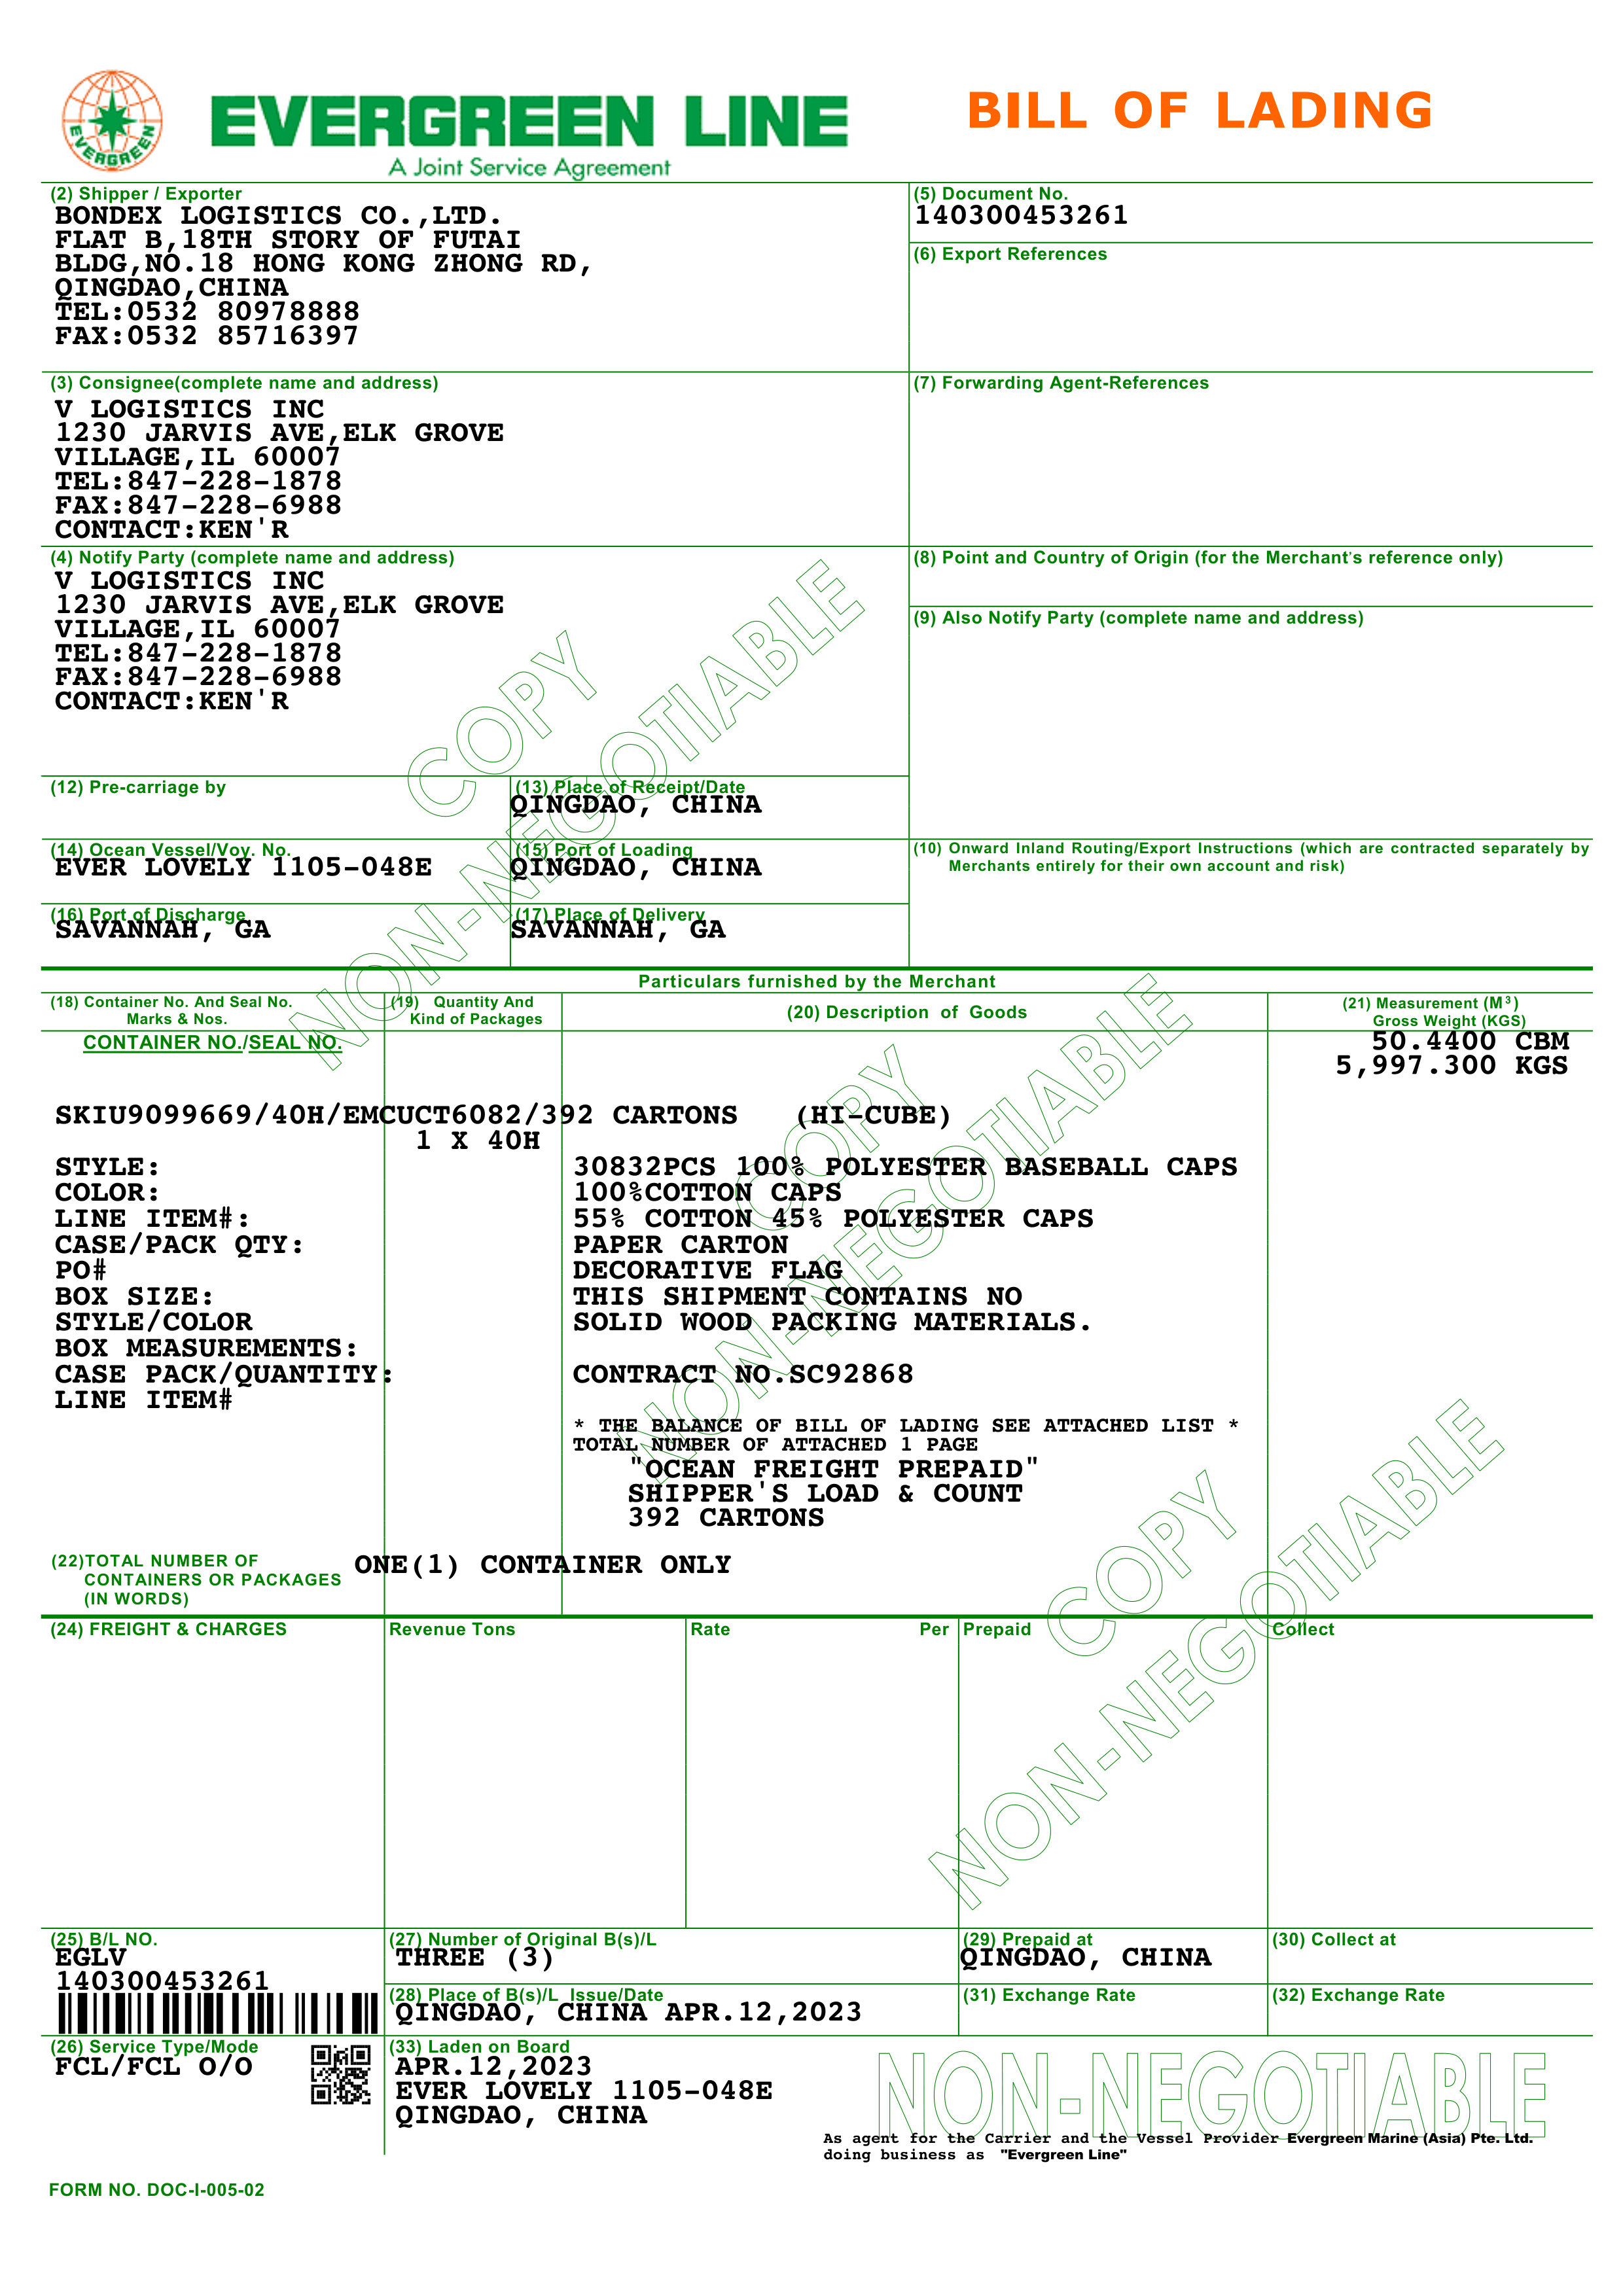 EVERGREEN
EVERGREEN LINE
A Joint Service Agreement
BILL OF LADING
(2) Shipper / Exporter
BONDEX LOGISTICS CO.,LTD.
FLAT B,18TH STORY OF FUTAI
BLDG,NO.18 HONG KONG ZHONG RD,
QINGDAO,CHINA
TEL:0532 80978888
FAX:0532 85716397
(5) Document No.
140300453261
(6) Export References
(3) Consignee(complete name and address)
V LOGISTICS INC
1230 JARVIS AVE,ELK GROVE
VILLAGE,IL 60007
TEL:847-228-1878
FAX:847-228-6988
CONTACT:KEN'R
(7) Forwarding Agent-References
(4) Notify Party (complete name and address)
V LOGISTICS INC
1230 JARVIS AVE,ELK GROVE
VILLAGE,IL 60007
TEL:847-228-1878
FAX:847-228-6988
CONTACT:KEN'R
(8) Point and Country of Origin (for the Merchant's reference only)
(9) Also Notify Party (complete name and address)
COPY
NON-NEGOTIABLE
(12) Pre-carriage by
(13) Place of Receipt/Date
QINGDAO, CHINA
(14) Ocean Vessel/Voy. No.
EVER LOVELY 1105-048E
(15) Port of Loading
QINGDAO, CHINA
(10) Onward Inland Routing/Export Instructions (which are contracted separately by
Merchants entirely for their own account and risk)
(16) Port of Discharge
SAVANNAH, GA
(17) Place of Delivery
SAVANNAH, GA
Particulars furnished by the Merchant
(18) Container No. And Seal No.
Marks & Nos.
(19) Quantity And
Kind of Packages
(20) Description of Goods
(21) Measurement (M³)
Gross Weight (KGS)
CONTAINER NO./SEAL NO.
50.4400 CBM
5,997.300 KGS
SKIU9099669/40H/EMCUCT6082/392 CARTONS (HI-CUBE)
1 X 40H
STYLE:
COLOR:
LINE ITEM#:
CASE/PACK QTY:
PO#
BOX SIZE:
STYLE/COLOR
BOX MEASUREMENTS:
CASE PACK/QUANTITY:
LINE ITEM#
30832PCS 100% POLYESTER BASEBALL CAPS
100%COTTON CAPS
55% COTTON 45% POLYESTER CAPS
PAPER CARTON
DECORATIVE FLAG
THIS SHIPMENT CONTAINS NO
SOLID WOOD PACKING MATERIALS.
CONTRACT NO.SC92868
* THE BALANCE OF BILL OF LADING SEE ATTACHED LIST *
TOTAL NUMBER OF ATTACHED 1 PAGE
"OCEAN FREIGHT PREPAID"
SHIPPER'S LOAD & COUNT
392 CARTONS
COPY
NON-NEGOTIABLE
(22)TOTAL NUMBER OF
CONTAINERS OR PACKAGES
(IN WORDS)
ONE(1) CONTAINER ONLY
(24) FREIGHT & CHARGES
Revenue Tons
Rate
Per
Prepaid
Collect
COPY
NON-NEGOTIABLE
(25) B/L NO.
EGLV
140300453261
(27) Number of Original B(s)/L
THREE (3)
(29) Prepaid at
QINGDAO, CHINA
(30) Collect at
(28) Place of B(s)/L Issue/Date
QINGDAO, CHINA APR.12,2023
(31) Exchange Rate
(32) Exchange Rate
(26) Service Type/Mode
FCL/FCL O/O
(33) Laden on Board
APR.12,2023
EVER LOVELY 1105-048E
QINGDAO, CHINA
NON-NEGOTIABLE
As agent for the Carrier and the Vessel Provider Evergreen Marine (Asia) Pte. Ltd.
doing business as "Evergreen Line"
FORM NO. DOC-I-005-02